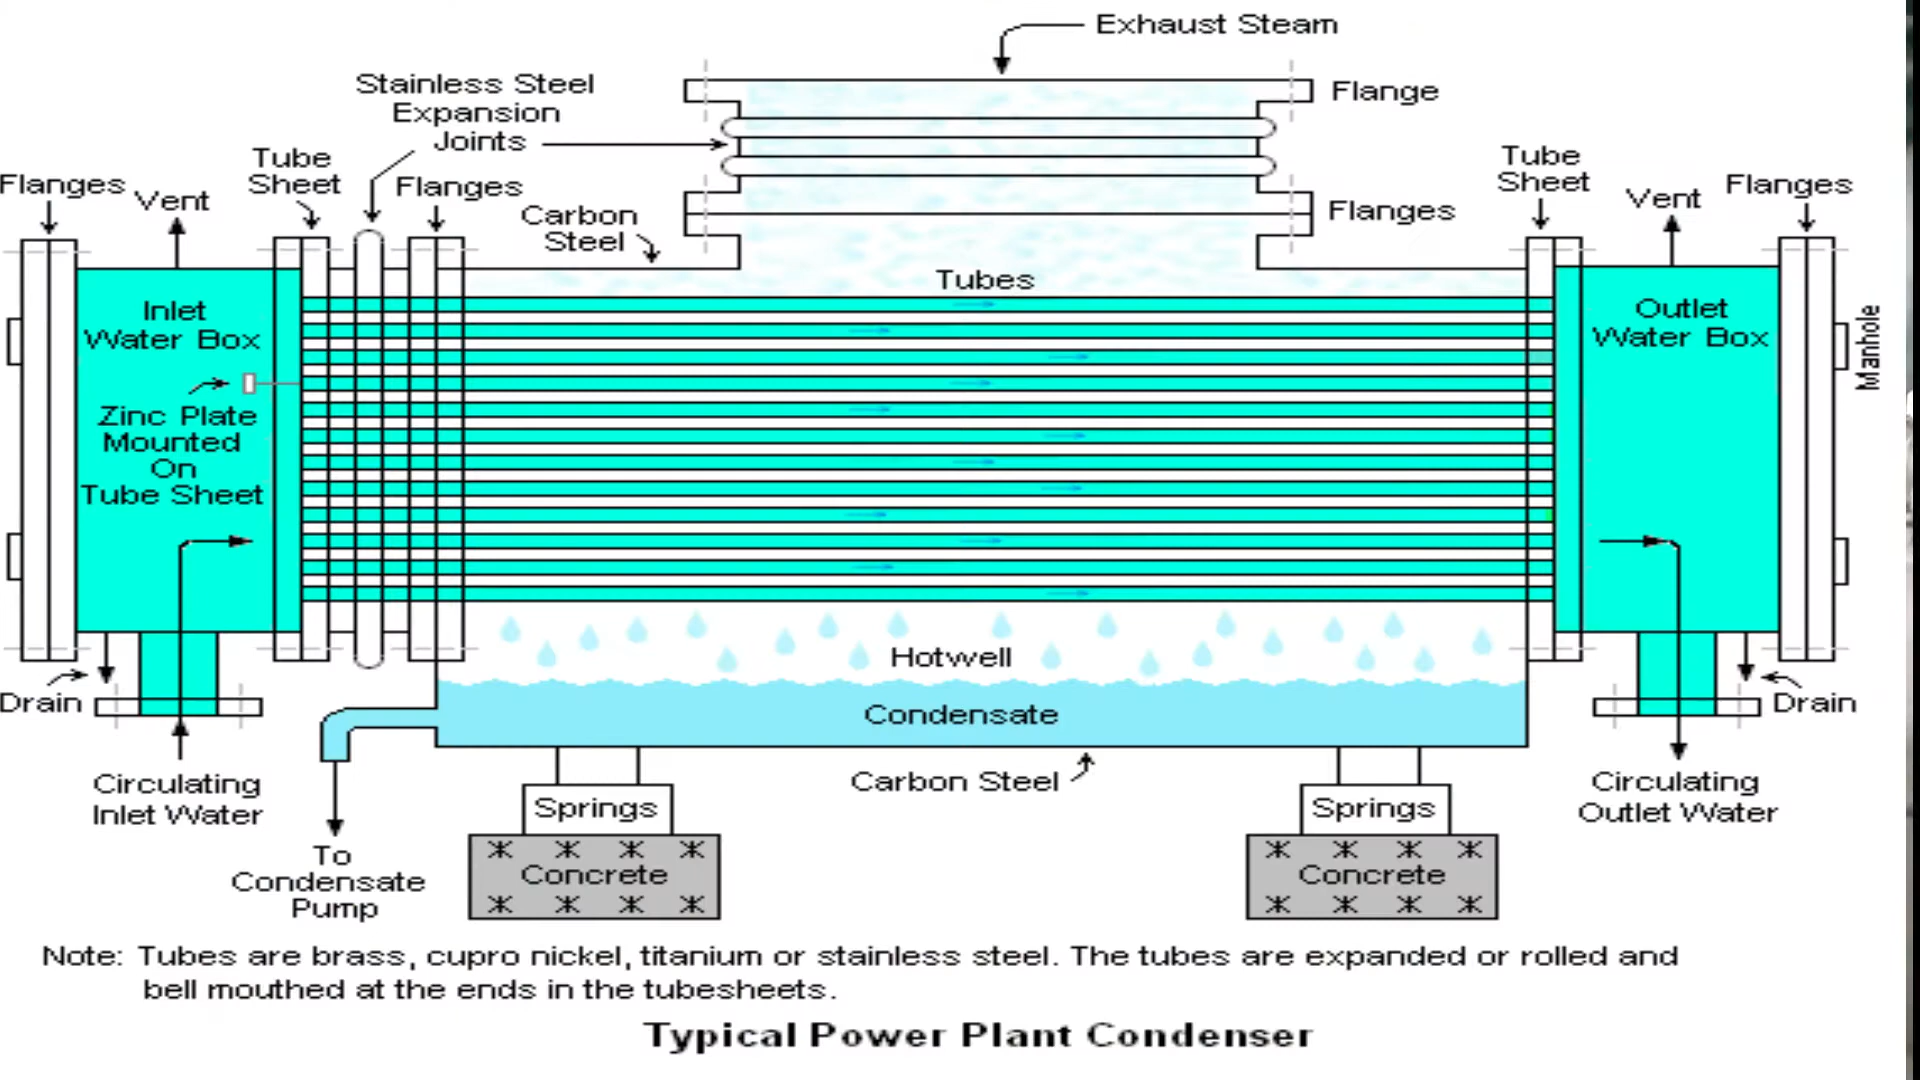 Exhaust Steam
Stainless Steel
Expansion
Joints
Flange
Tube
Sheet
Flanges
Vent
Flanges
Carbon
Steel
Flanges
Tube
Sheet
Vent
Flanges
Tubes
Inlet
Water Box
Outlet
Water Box
Manhole
Zinc Plate
Mounted
On
Tube Sheet
Hotwell
Drain
Condensate
Drain
Circulating
Inlet Water
Carbon Steel
Circulating
Outlet Water
Springs
Springs
To
Condensate
Pump
Concrete
Concrete
Note: Tubes are brass, cupro nickel, titanium or stainless steel. The tubes are expanded or rolled and
bell mouthed at the ends in the tubesheets.
Typical Power Plant Condenser